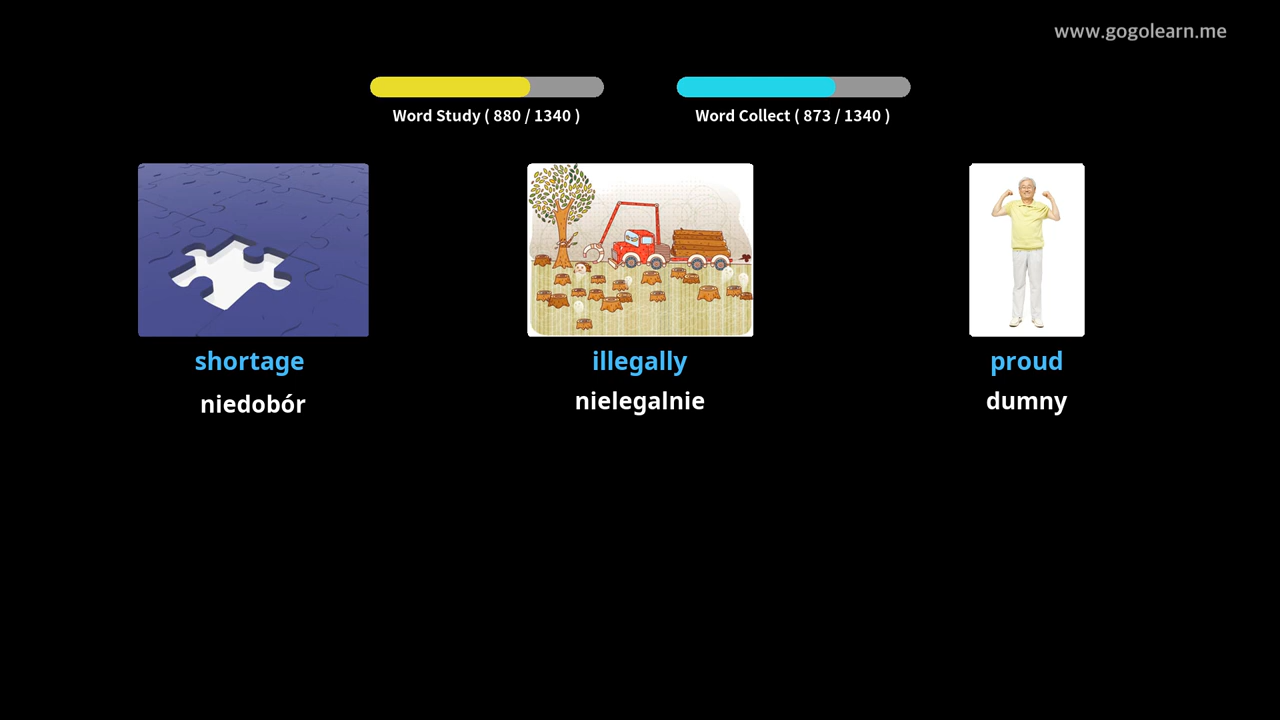 www.gogolearn.me
Word Study ( 880 / 1340 )
Word Collect ( 873 / 1340 )
shortage
illegally
proud
niedobór
nielegalnie
dumny